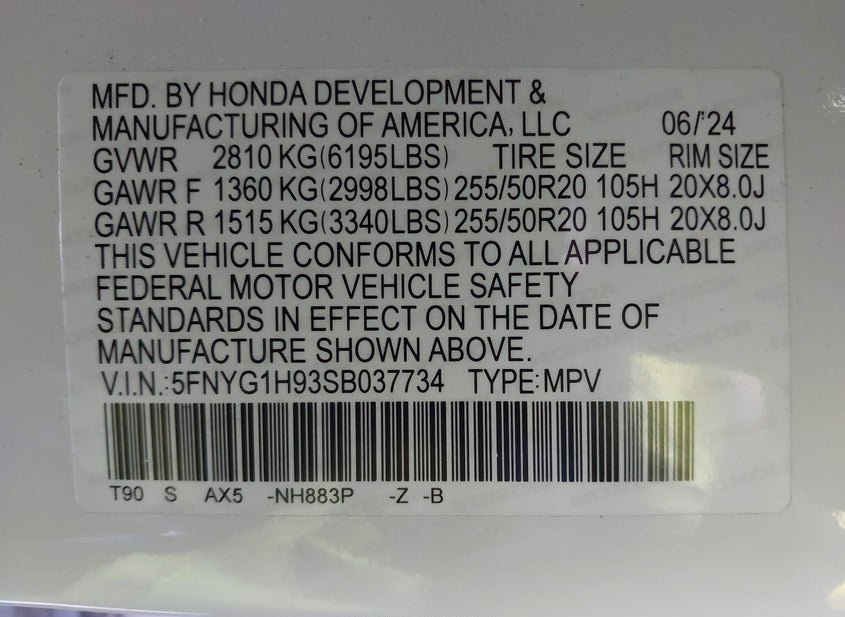 MFD. BY HONDA DEVELOPMENT &
MANUFACTURING OF AMERICA, LLC 06/'24
GVWR 2810 KG(6195LBS) TIRE SIZE RIM SIZE
GAWR F 1360 KG(2998LBS) 255/50R20 105H 20X8.0J
GAWR R 1515 KG(3340LBS) 255/50R20 105H 20X8.0J
THIS VEHICLE CONFORMS TO ALL APPLICABLE
FEDERAL MOTOR VEHICLE SAFETY
STANDARDS IN EFFECT ON THE DATE OF
MANUFACTURE SHOWN ABOVE.
V.I.N.:5FNYG1H93SB037734 TYPE:MPV
T90 S AX5 -NH883P -Z -B